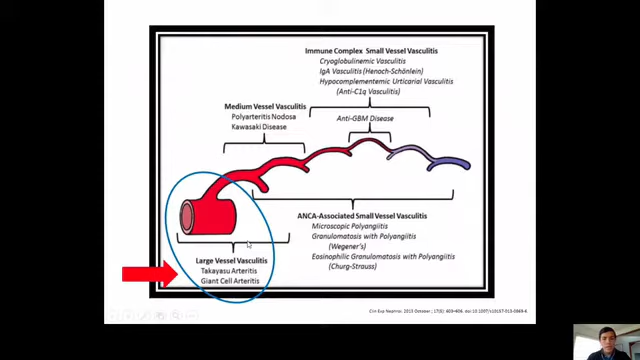 Immune Complex Small Vessel Vasculitis
Cryoglobulinemic Vasculitis
IgA Vasculitis (Henoch-Schönlein)
Hypocomplementemic Urticarial Vasculitis
(Anti-C1q Vasculitis)
Medium Vessel Vasculitis
Polyarteritis Nodosa
Kawasaki Disease
Anti-GBM Disease
ANCA-Associated Small Vessel Vasculitis
Microscopic Polyangiitis
Granulomatosis with Polyangiitis
(Wegener's)
Eosinophilic Granulomatosis with Polyangiitis
(Churg-Strauss)
Large Vessel Vasculitis
Takayasu Arteritis
Giant Cell Arteritis